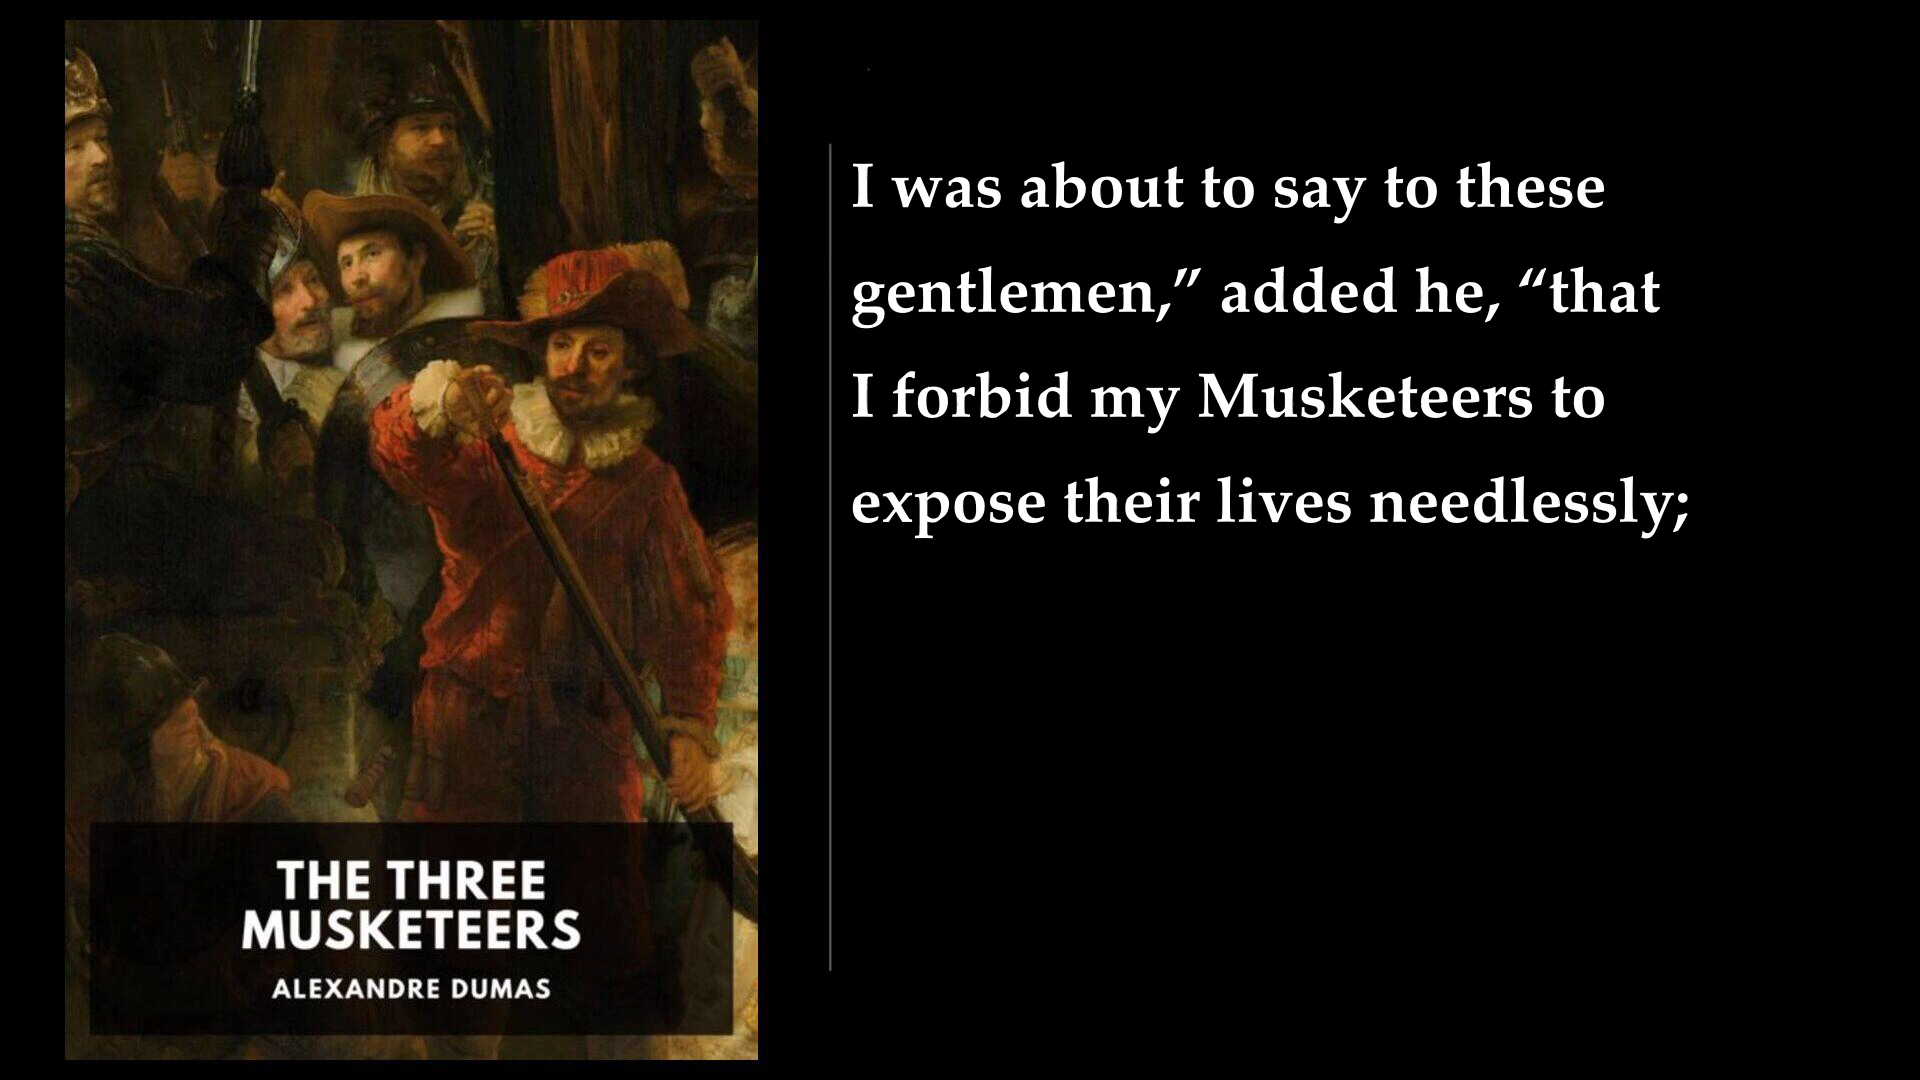 THE THREE
MUSKETEERS
ALEXANDRE DUMAS
I was about to say to these
gentlemen,” added he, “that
I forbid my Musketeers to
expose their lives needlessly;